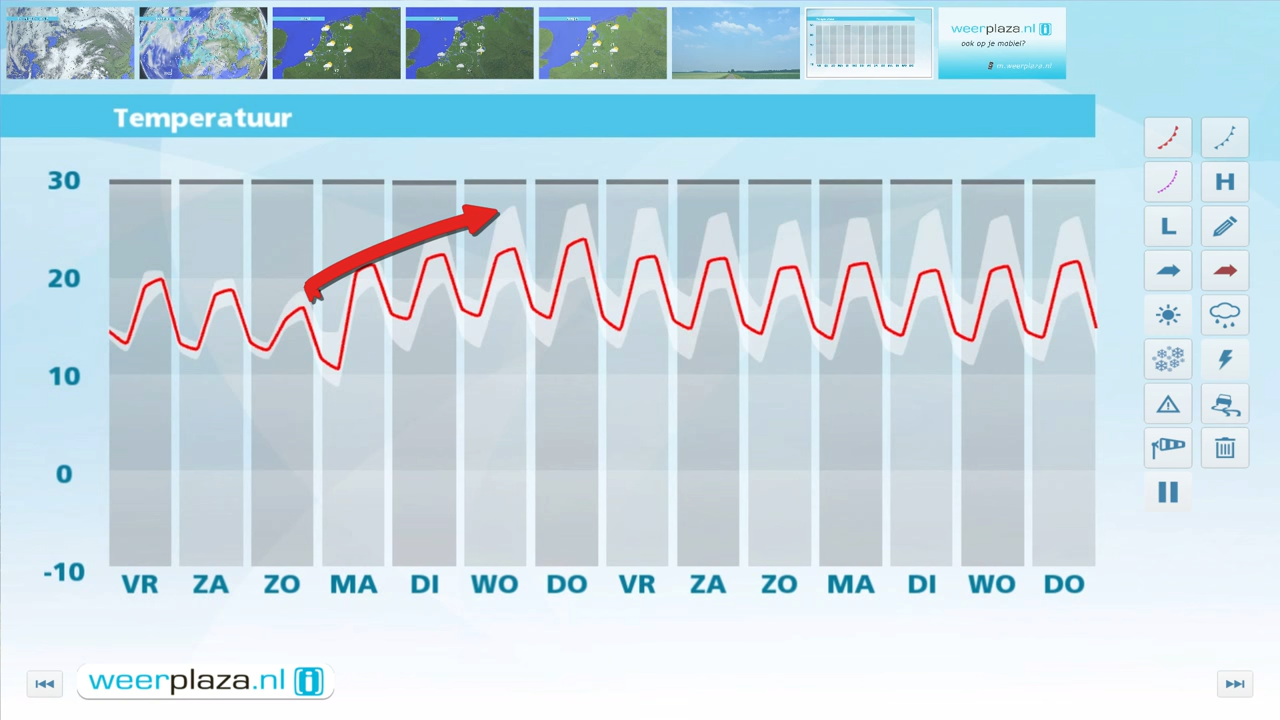 weerplaza.nl
ook op je mobiel?
m.weerplaza.nl
Temperatuur
30
20
10
0
-10
VR ZA ZO MA DI WO DO VR ZA ZO MA DI WO DO
H
L
weerplaza.nl